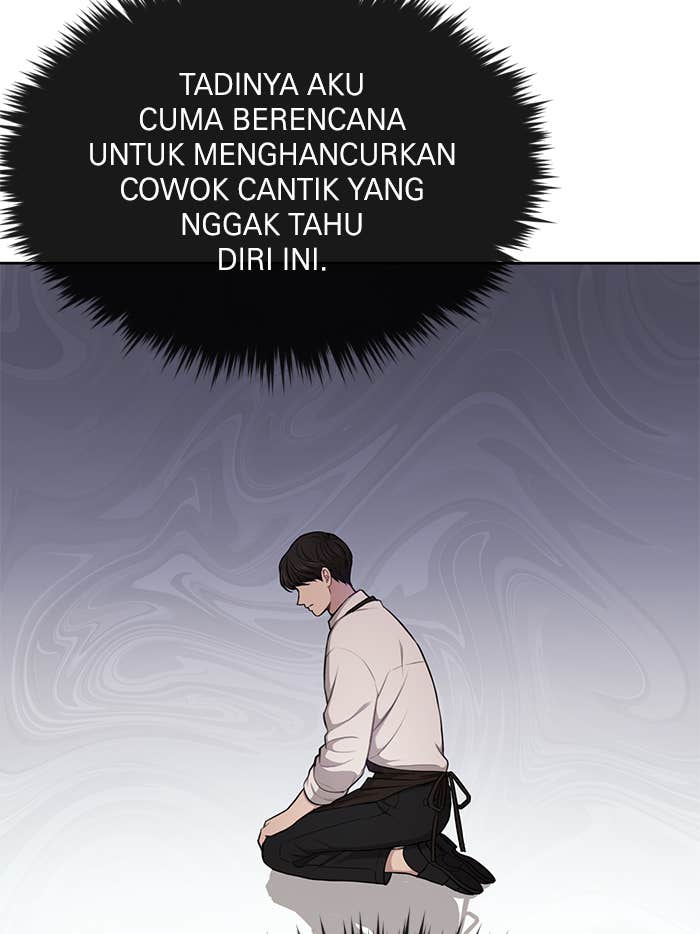 TADINYA AKU
CUMA BERENCANA
UNTUK MENGHANCURKAN
COWOK CANTIK YANG
NGGAK TAHU
DIRI INI.